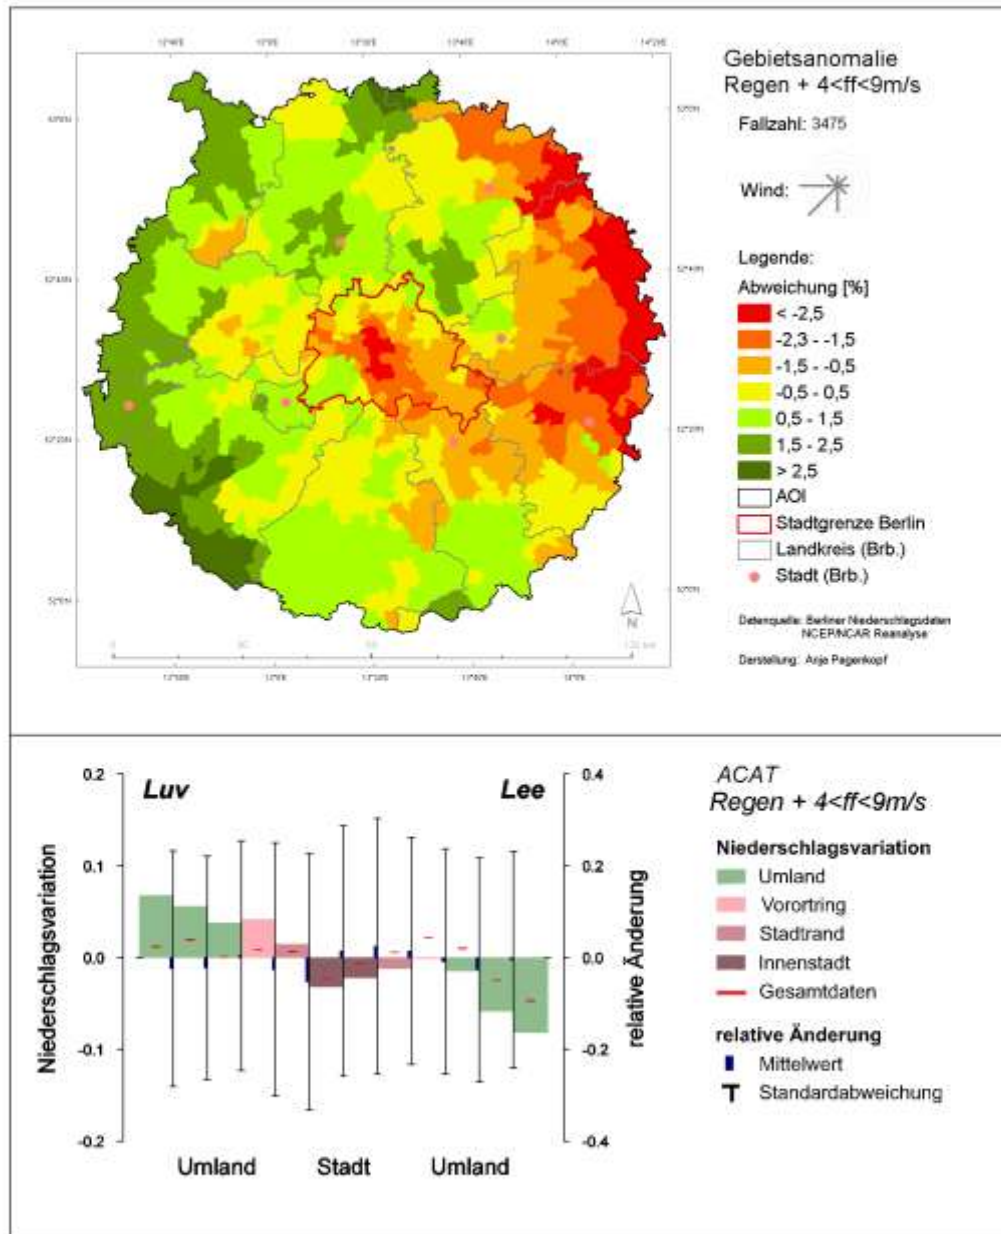 Gebietsanomalie
Regen + 4<ff<9m/s
Fallzahl: 3475
Wind:
Legende:
Abweichung [%]
< -2,5
-2,3 - -1,5
-1,5 - -0,5
-0,5 - 0,5
0,5 - 1,5
1,5 - 2,5
> 2,5
AOI
Stadtgrenze Berlin
Landkreis (Brb.)
Stadt (Brb.)
N
Datenquelle: Berliner Niederschlagsdaten
NCEP/NCAR Reanalyse
Darstellung: Anja Pagenkopf
0.2
0.1
0.0
-0.1
-0.2
Niederschlagsvariation
Luv
Lee
0.4
0.2
0.0
-0.2
-0.4
relative Änderung
Umland
Stadt
Umland
ACAT
Regen + 4<ff<9m/s
Niederschlagsvariation
Umland
Vorortring
Stadtrand
Innenstadt
Gesamtdaten
relative Änderung
Mittelwert
Standardabweichung